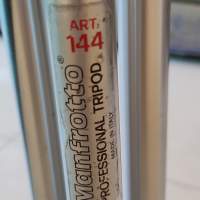 ART.
144
Manfrotto®
PROFESSIONAL TRIPOD
MADE IN ITALY